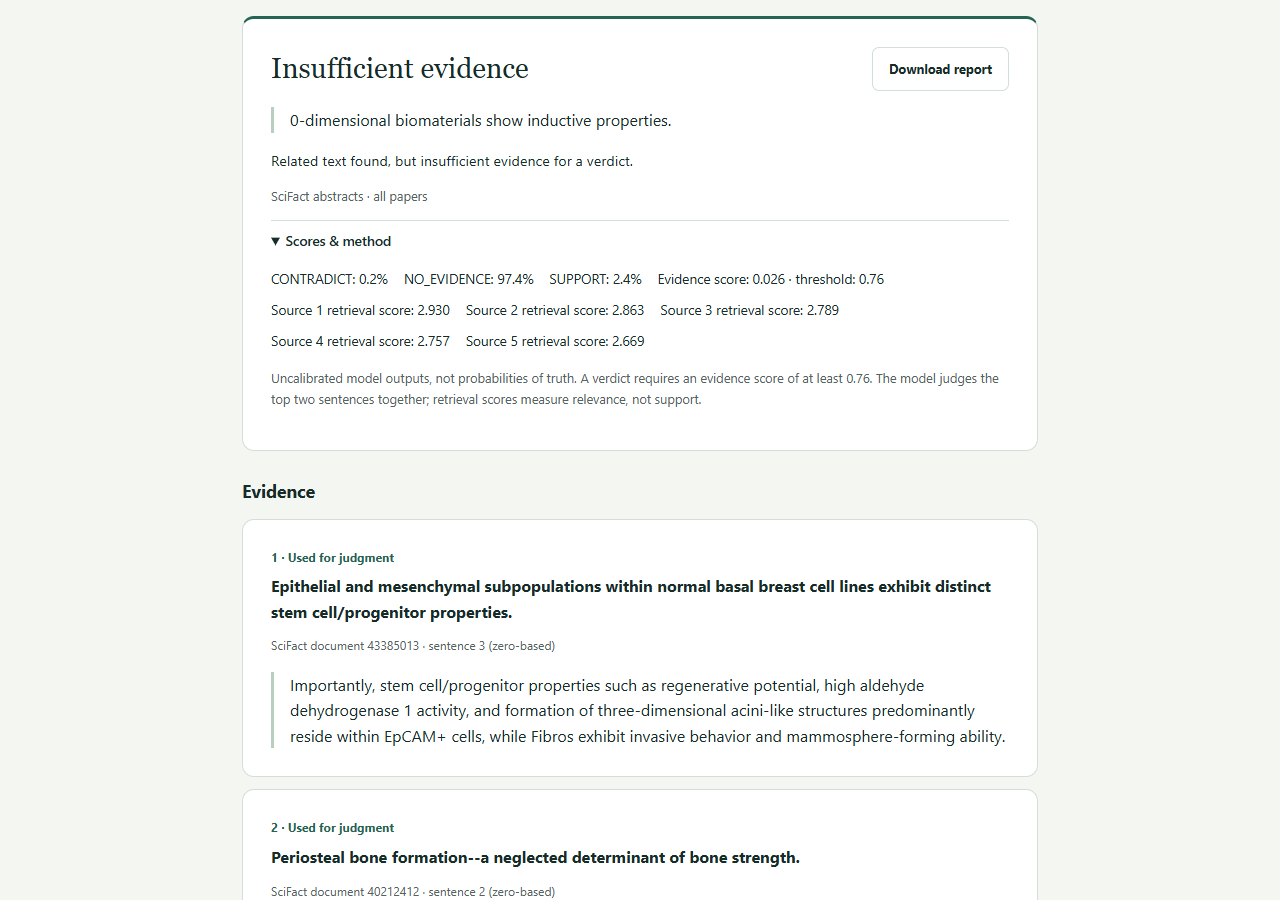 Insufficient evidence
Download report
0-dimensional biomaterials show inductive properties.
Related text found, but insufficient evidence for a verdict.
SciFact abstracts · all papers
▼ Scores & method
CONTRADICT: 0.2% NO_EVIDENCE: 97.4% SUPPORT: 2.4% Evidence score: 0.026 · threshold: 0.76
Source 1 retrieval score: 2.930 Source 2 retrieval score: 2.863 Source 3 retrieval score: 2.789
Source 4 retrieval score: 2.757 Source 5 retrieval score: 2.669
Uncalibrated model outputs, not probabilities of truth. A verdict requires an evidence score of at least 0.76. The model judges the
top two sentences together; retrieval scores measure relevance, not support.
Evidence
1 · Used for judgment
Epithelial and mesenchymal subpopulations within normal basal breast cell lines exhibit distinct
stem cell/progenitor properties.
SciFact document 43385013 · sentence 3 (zero-based)
Importantly, stem cell/progenitor properties such as regenerative potential, high aldehyde
dehydrogenase 1 activity, and formation of three-dimensional acini-like structures predominantly
reside within EpCAM+ cells, while Fibros exhibit invasive behavior and mammosphere-forming ability.
2 · Used for judgment
Periosteal bone formation--a neglected determinant of bone strength.
SciFact document 40212412 · sentence 2 (zero-based)